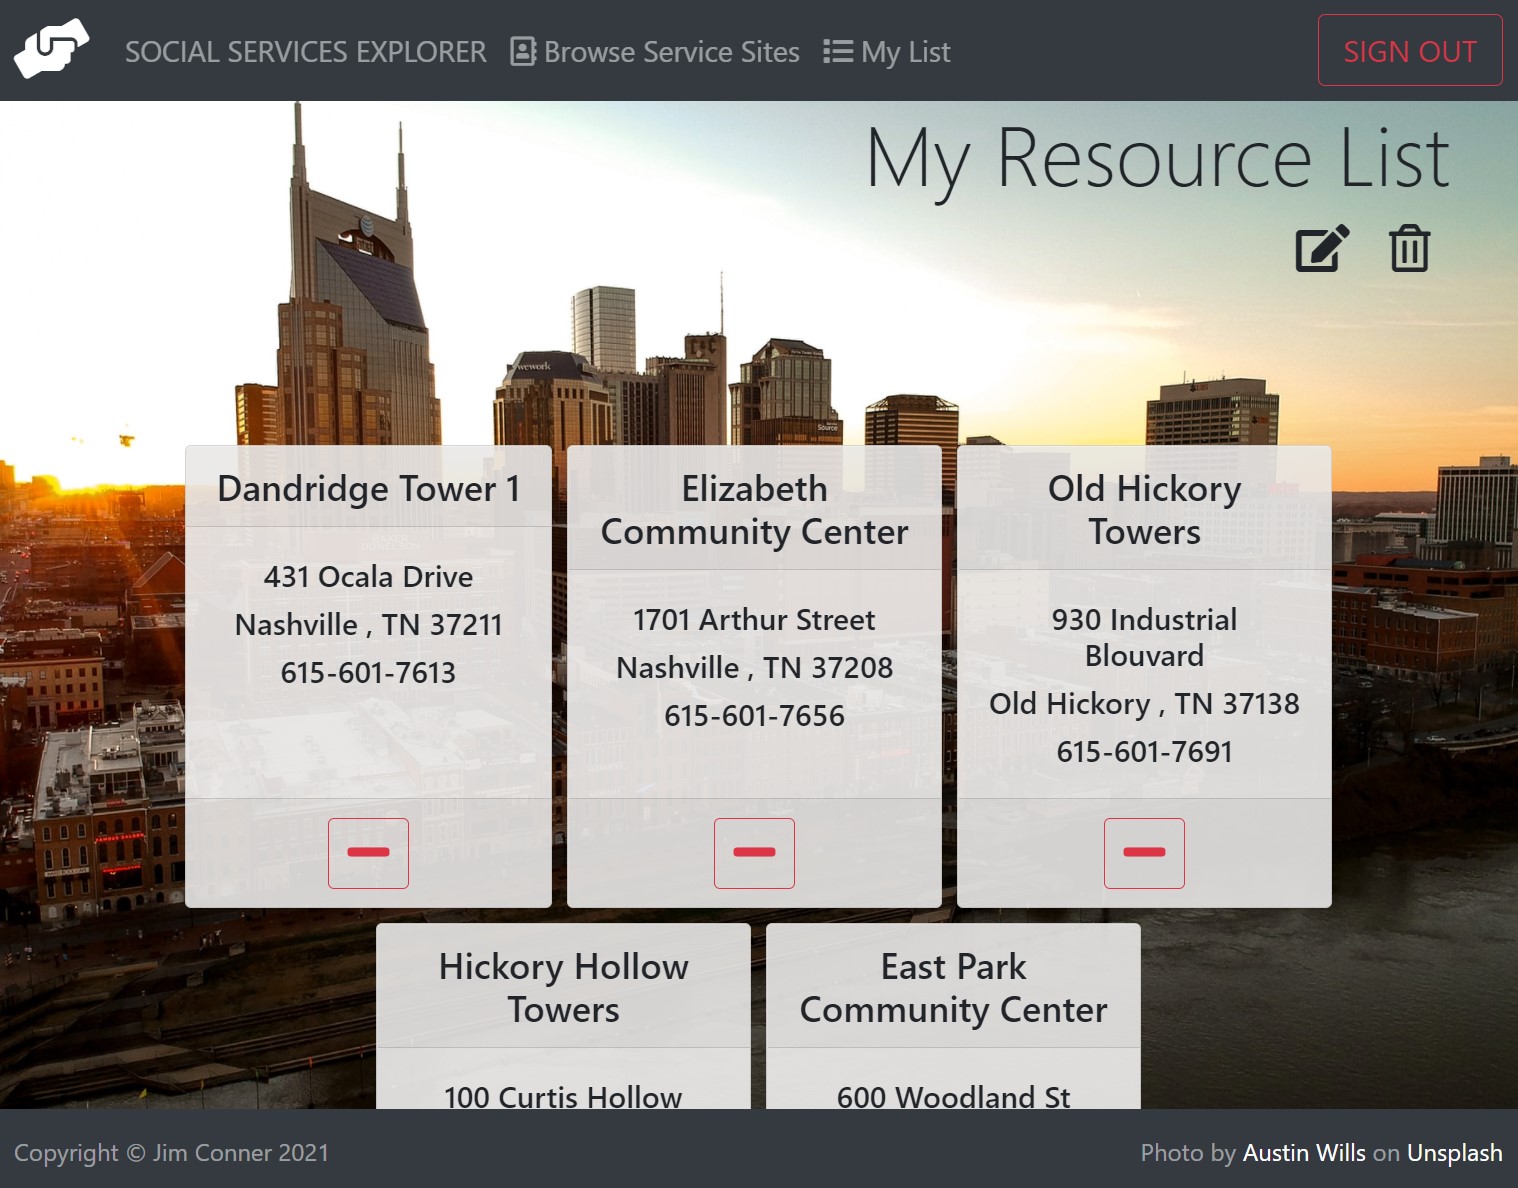 SOCIAL SERVICES EXPLORER Browse Service Sites My List SIGN OUT
My Resource List
wework
Source
Dandridge Tower 1
431 Ocala Drive
Nashville , TN 37211
615-601-7613
Elizabeth
Community Center
1701 Arthur Street
Nashville , TN 37208
615-601-7656
Old Hickory
Towers
930 Industrial
Blouvard
Old Hickory , TN 37138
615-601-7691
Hickory Hollow
Towers
100 Curtis Hollow
East Park
Community Center
600 Woodland St
Copyright © Jim Conner 2021
Photo by Austin Wills on Unsplash